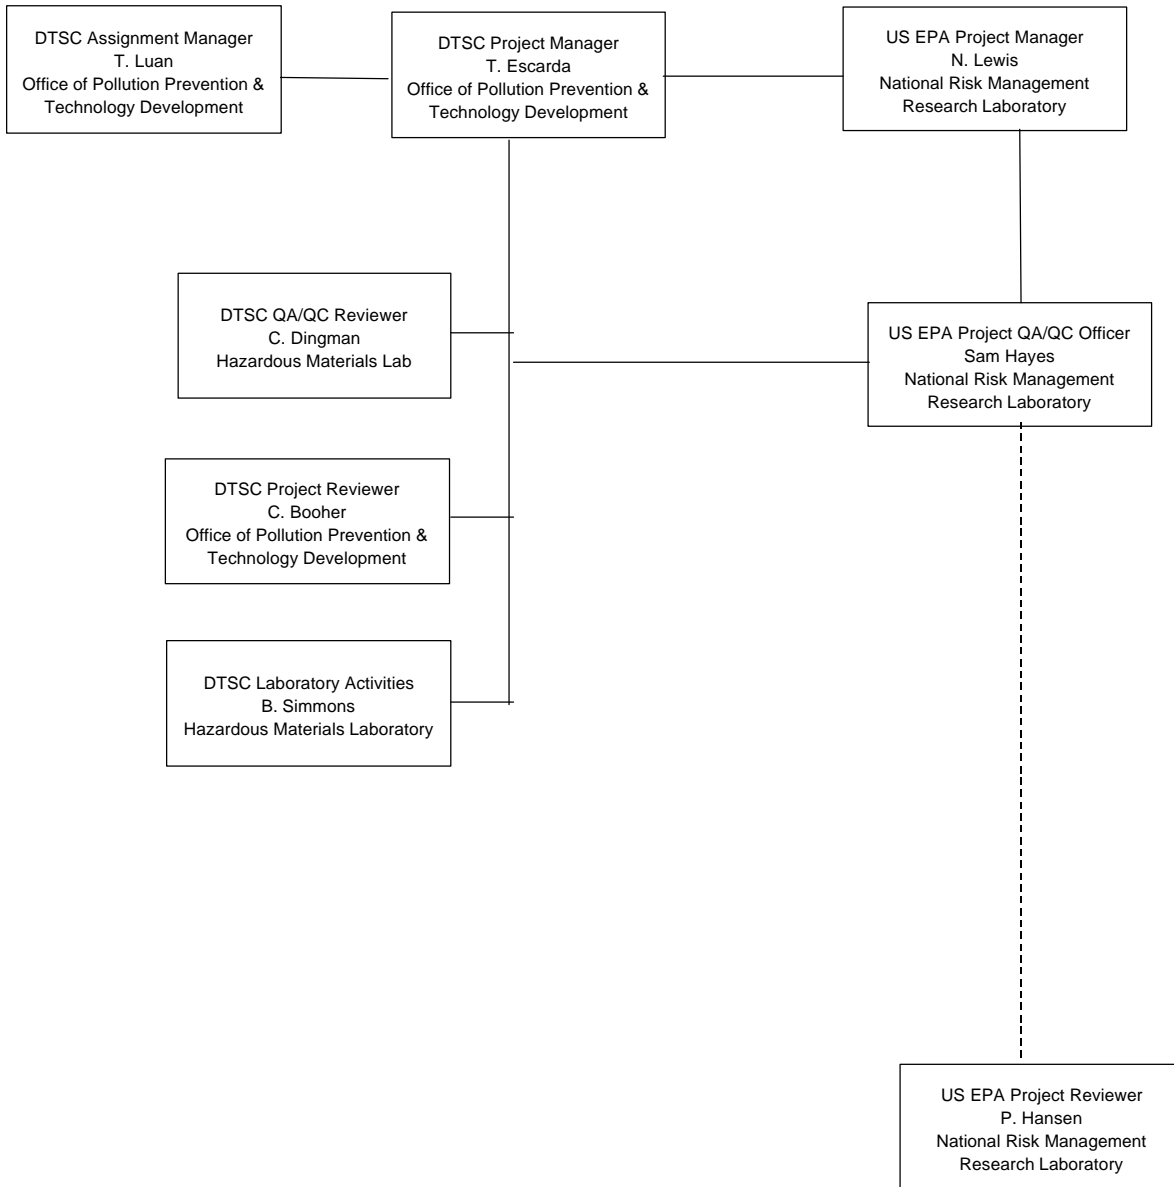 DTSC Assignment Manager
T. Luan
Office of Pollution Prevention &
Technology Development
DTSC Project Manager
T. Escarda
Office of Pollution Prevention &
Technology Development
US EPA Project Manager
N. Lewis
National Risk Management
Research Laboratory
DTSC QA/QC Reviewer
C. Dingman
Hazardous Materials Lab
US EPA Project QA/QC Officer
Sam Hayes
National Risk Management
Research Laboratory
DTSC Project Reviewer
C. Booher
Office of Pollution Prevention &
Technology Development
DTSC Laboratory Activities
B. Simmons
Hazardous Materials Laboratory
US EPA Project Reviewer
P. Hansen
National Risk Management
Research Laboratory